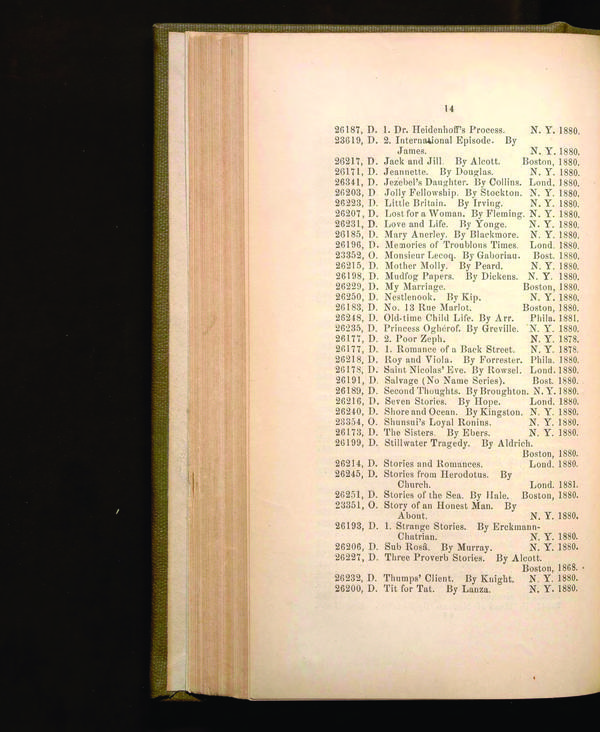 14
26187, D. 1. Dr. Heidenhoff's Process. N. Y. 1880.
23619, D. 2. International Episode. By
James. N. Y. 1880.
26217, D. Jack and Jill. By Alcott. Boston, 1880.
26171, D. Jeannette. By Douglas. N. Y. 1880.
26341, D. Jezebel's Daughter. By Collins. Lond. 1880.
26203, D Jolly Fellowship. By Stockton. N. Y. 1880.
26223, D. Little Britain. By Irving. N. Y. 1880.
26207, D. Lost for a Woman. By Fleming. N. Y. 1880.
26231, D. Love and Life. By Yonge. N. Y. 1880.
26185, D. Mary Anerley. By Blackmore. N. Y. 1880.
26196, D. Memories of Troublous Times. Lond. 1880.
23352, O. Monsieur Lecoq. By Gaboriau. Bost. 1880.
26215, D. Mother Molly. By Peard. N. Y. 1880.
26198, D. Mudfog Papers. By Dickens. N. Y. 1880.
26229, D. My Marriage. Boston, 1880.
26250, D. Nestlenook. By Kip. N. Y. 1880.
26183, D. No. 13 Rue Marlot. Boston, 1880.
26248, D. Old-time Child Life. By Arr. Phila. 1881.
26235, D. Princess Oghérof. By Greville. N. Y. 1880.
26177, D. 2. Poor Zeph. N. Y. 1878.
26177, D. 1. Romance of a Back Street. N. Y. 1878.
26218, D. Roy and Viola. By Forrester. Phila. 1880.
26178, D. Saint Nicolas' Eve. By Rowsel. Lond. 1880.
26191, D. Salvage (No Name Series). Bost. 1880.
26189, D. Second Thoughts. By Broughton. N. Y. 1880.
26216, D. Seven Stories. By Hope. Lond. 1880.
26240, D. Shore and Ocean. By Kingston. N. Y. 1880.
23354, O. Shunsui's Loyal Ronins. N. Y. 1880.
26173, D. The Sisters. By Ebers. N. Y. 1880.
26199, D. Stillwater Tragedy. By Aldrich.
Boston, 1880.
26214, D. Stories and Romances. Lond. 1880.
26245, D. Stories from Herodotus. By
Church. Lond. 1881.
26251, D. Stories of the Sea. By Hale. Boston, 1880.
23351, O. Story of an Honest Man. By
About. N. Y. 1880.
26193, D. 1. Strange Stories. By Erckmann-
Chatrian. N. Y. 1880.
26206, D. Sub Rosâ. By Murray. N. Y. 1880.
26227, D. Three Proverb Stories. By Alcott.
Boston, 1868.
26232, D. Thumps' Client. By Knight. N. Y. 1880.
26200, D. Tit for Tat. By Lanza. N. Y. 1880.